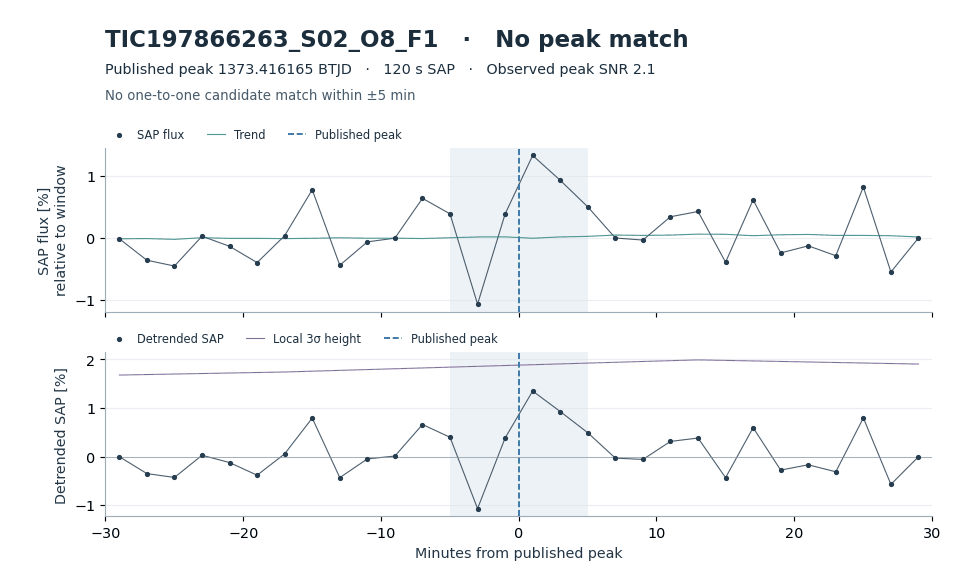 TIC197866263_S02_O8_F1 · No peak match
Published peak 1373.416165 BTJD · 120 s SAP · Observed peak SNR 2.1
No one-to-one candidate match within ±5 min
SAP flux Trend Published peak
SAP flux [%]
relative to window
1
0
−1
Detrended SAP Local 3σ height Published peak
Detrended SAP [%]
2
1
0
−1
−30 −20 −10 0 10 20 30
Minutes from published peak